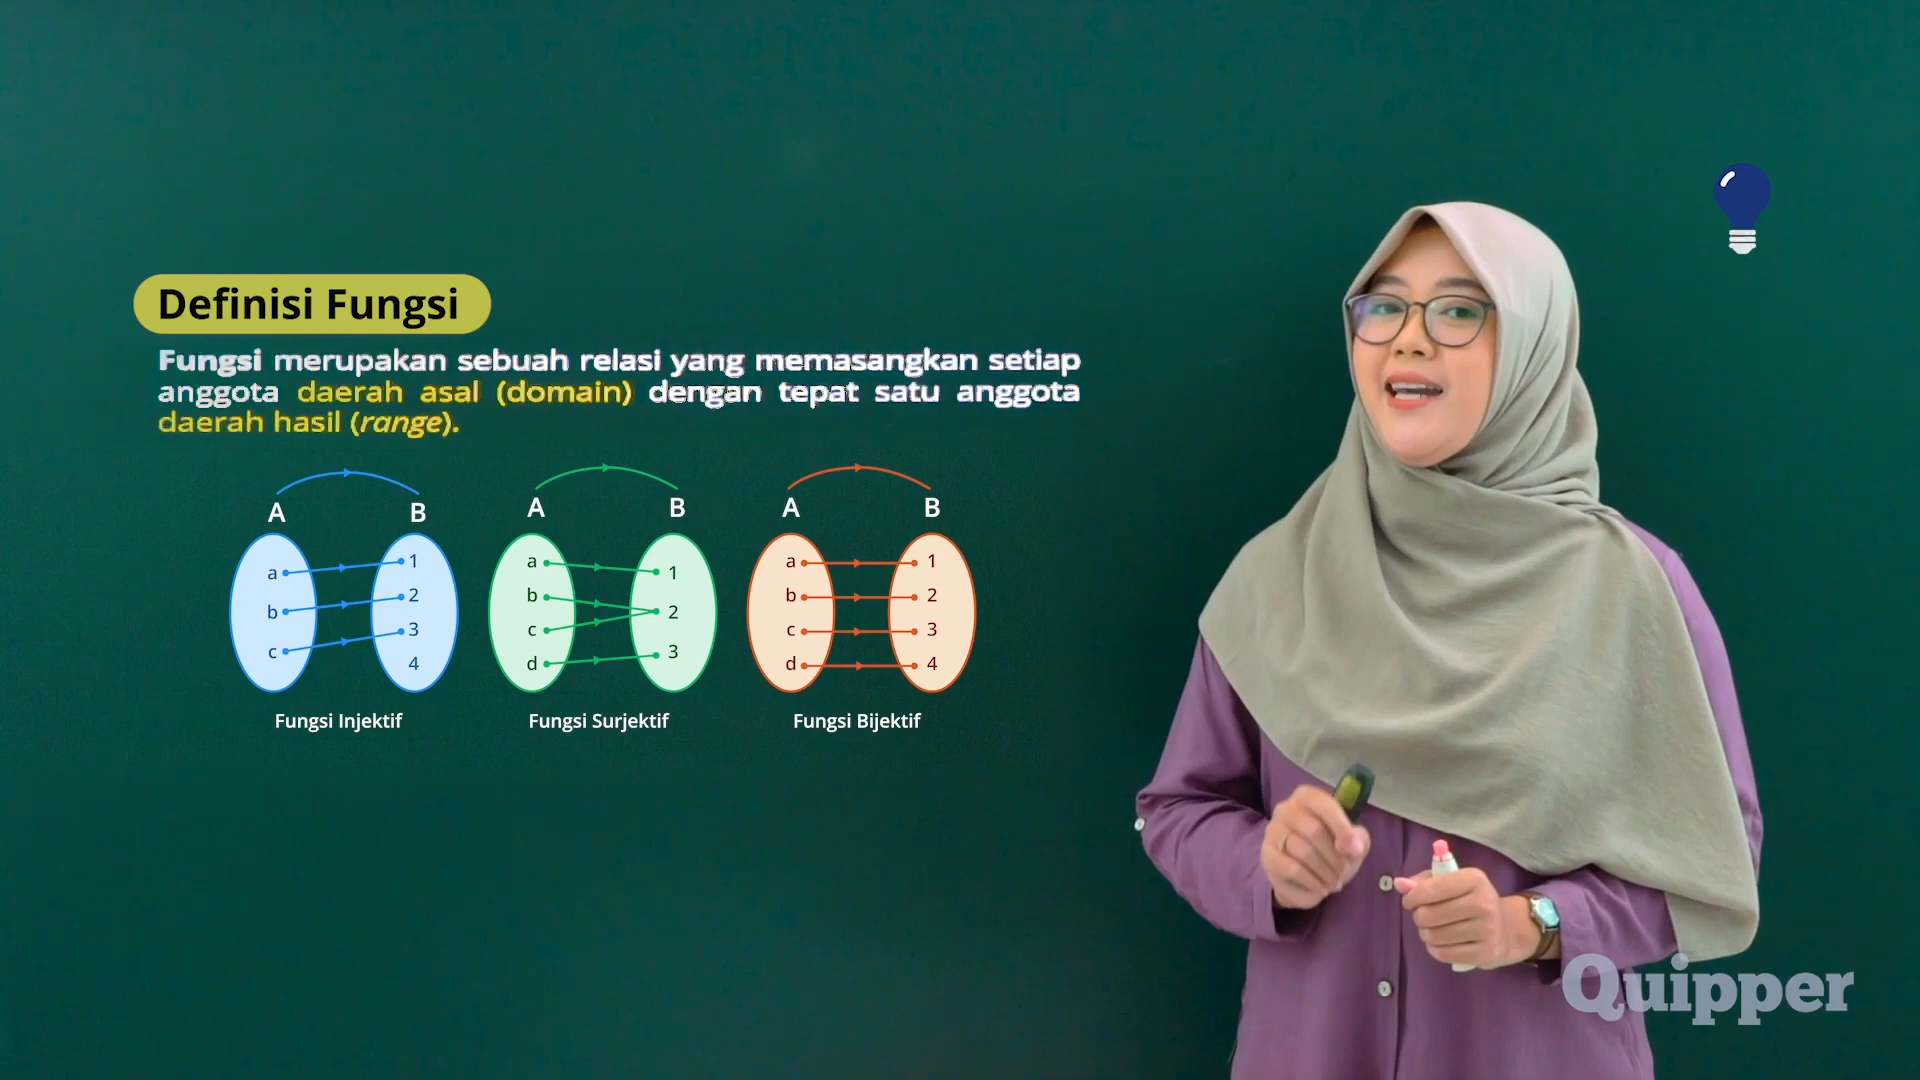 Definisi Fungsi
Fungsi merupakan sebuah relasi yang memasangkan setiap
anggota daerah asal (domain) dengan tepat satu anggota
daerah hasil (range).
A B
a 1
b 2
c 3
4
Fungsi Injektif
A B
a 1
b 2
c 3
d
Fungsi Surjektif
A B
a 1
b 2
c 3
d 4
Fungsi Bijektif
Quipper